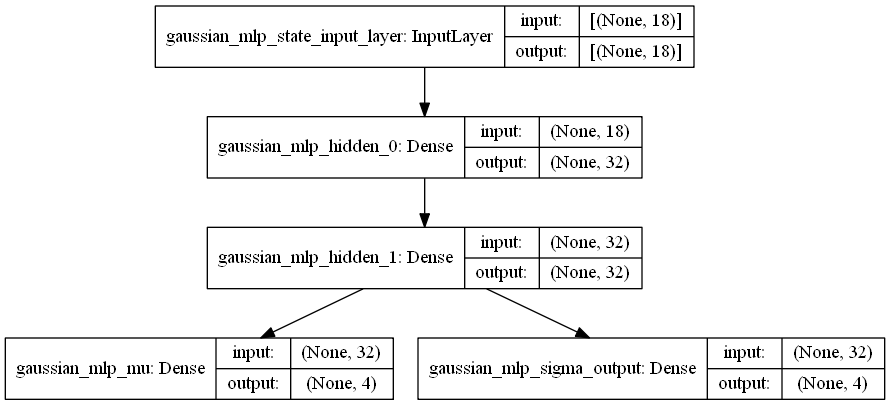 gaussian_mlp_state_input_layer: InputLayer
input: [(None, 18)]
output: [(None, 18)]
gaussian_mlp_hidden_0: Dense
input: (None, 18)
output: (None, 32)
gaussian_mlp_hidden_1: Dense
input: (None, 32)
output: (None, 32)
gaussian_mlp_mu: Dense
input: (None, 32)
output: (None, 4)
gaussian_mlp_sigma_output: Dense
input: (None, 32)
output: (None, 4)